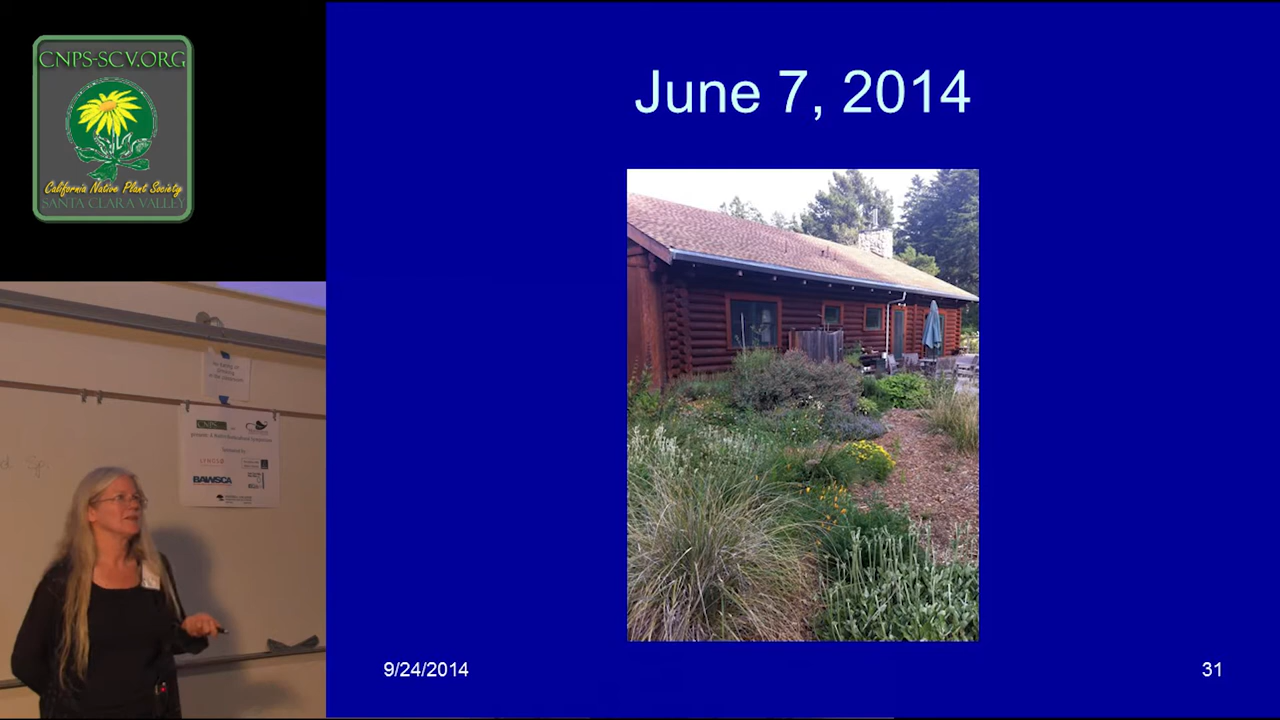 CNPS-SCV.ORG
California Native Plant Society
SANTA CLARA VALLEY
June 7, 2014
BAWSCA
9/24/2014
31